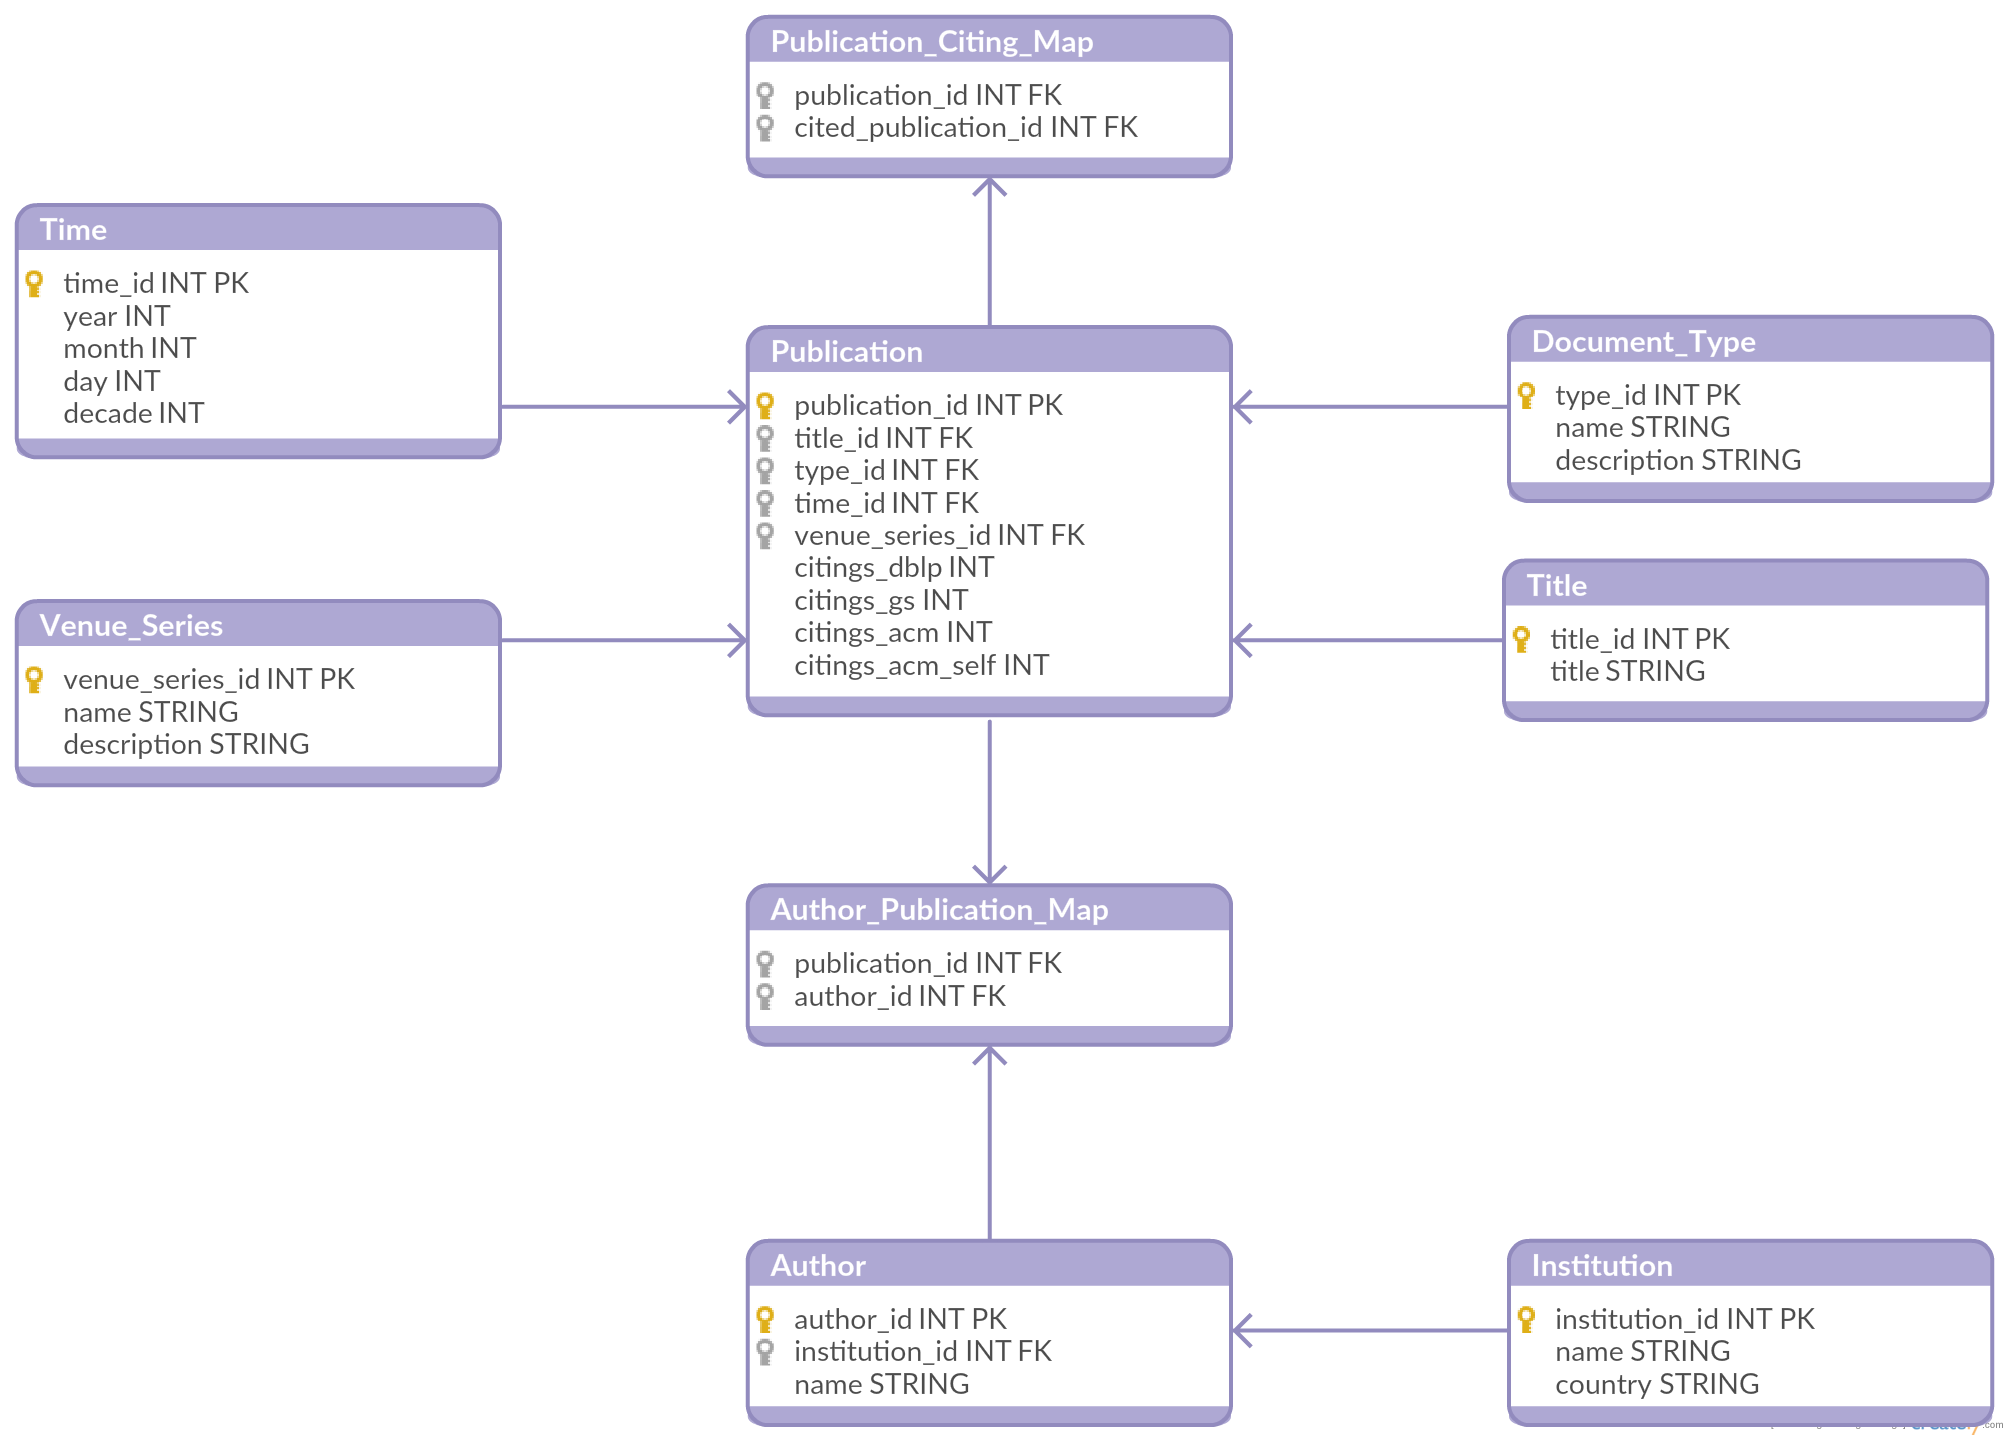 Publication_Citing_Map
publication_id INT FK
cited_publication_id INT FK
Time
time_id INT PK
year INT
month INT
day INT
decade INT
Publication
publication_id INT PK
title_id INT FK
type_id INT FK
time_id INT FK
venue_series_id INT FK
citings_dblp INT
citings_gs INT
citings_acm INT
citings_acm_self INT
Document_Type
type_id INT PK
name STRING
description STRING
Venue_Series
venue_series_id INT PK
name STRING
description STRING
Title
title_id INT PK
title STRING
Author_Publication_Map
publication_id INT FK
author_id INT FK
Author
author_id INT PK
institution_id INT FK
name STRING
Institution
institution_id INT PK
name STRING
country STRING
.com